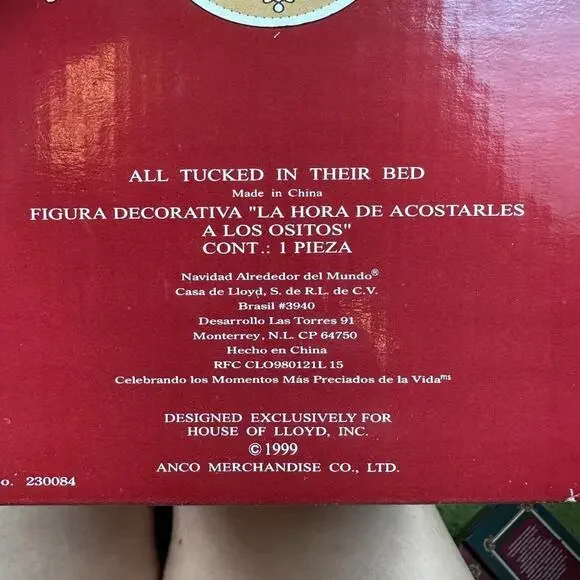 ALL TUCKED IN THEIR BED
Made in China
FIGURA DECORATIVA "LA HORA DE ACOSTARLES
A LOS OSITOS"
CONT.: 1 PIEZA
Navidad Alrededor del Mundo®
Casa de Lloyd, S. de R.L. de C.V.
Brasil #3940
Desarrollo Las Torres 91
Monterrey, N.L. CP 64750
Hecho en China
RFC CLO980121L 15
Celebrando los Momentos Más Preciados de la Vidaᵐˢ
DESIGNED EXCLUSIVELY FOR
HOUSE OF LLOYD, INC.
© 1999
ANCO MERCHANDISE CO., LTD.
o. 230084